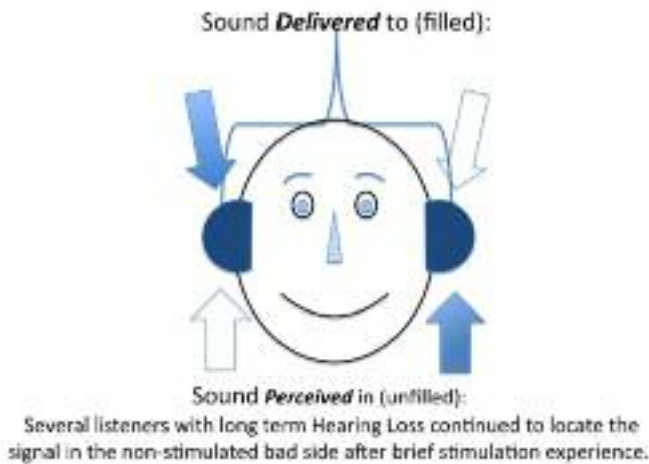 Sound Delivered to (filled):
Sound Perceived in (unfilled):
Several listeners with long term Hearing Loss continued to locate the
signal in the non-stimulated bad side after brief stimulation experience.